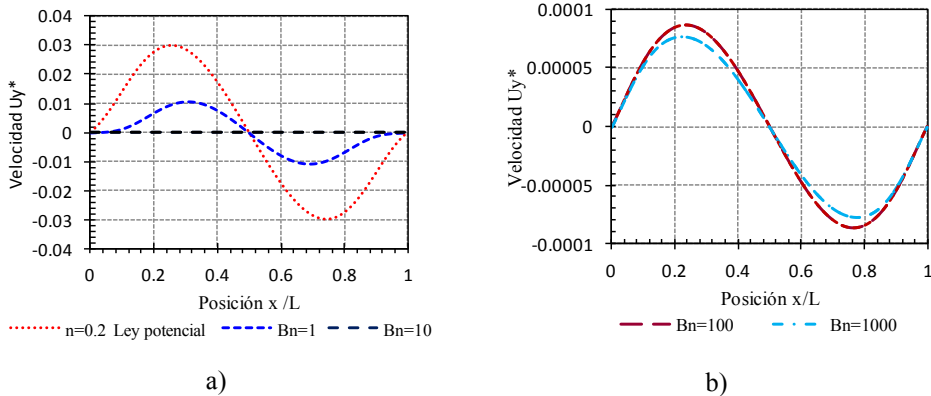 0.04
0.03
0.02
0.01
0
-0.01
-0.02
-0.03
-0.04
Velocidad Uy*
0 0.2 0.4 0.6 0.8 1
Posición x /L
n=0.2 Ley potencial Bn=1 Bn=10
a)
0.0001
0.00005
0
-0.00005
-0.0001
Velocidad Uy*
0 0.2 0.4 0.6 0.8 1
Posición x/L
Bn=100 Bn=1000
b)